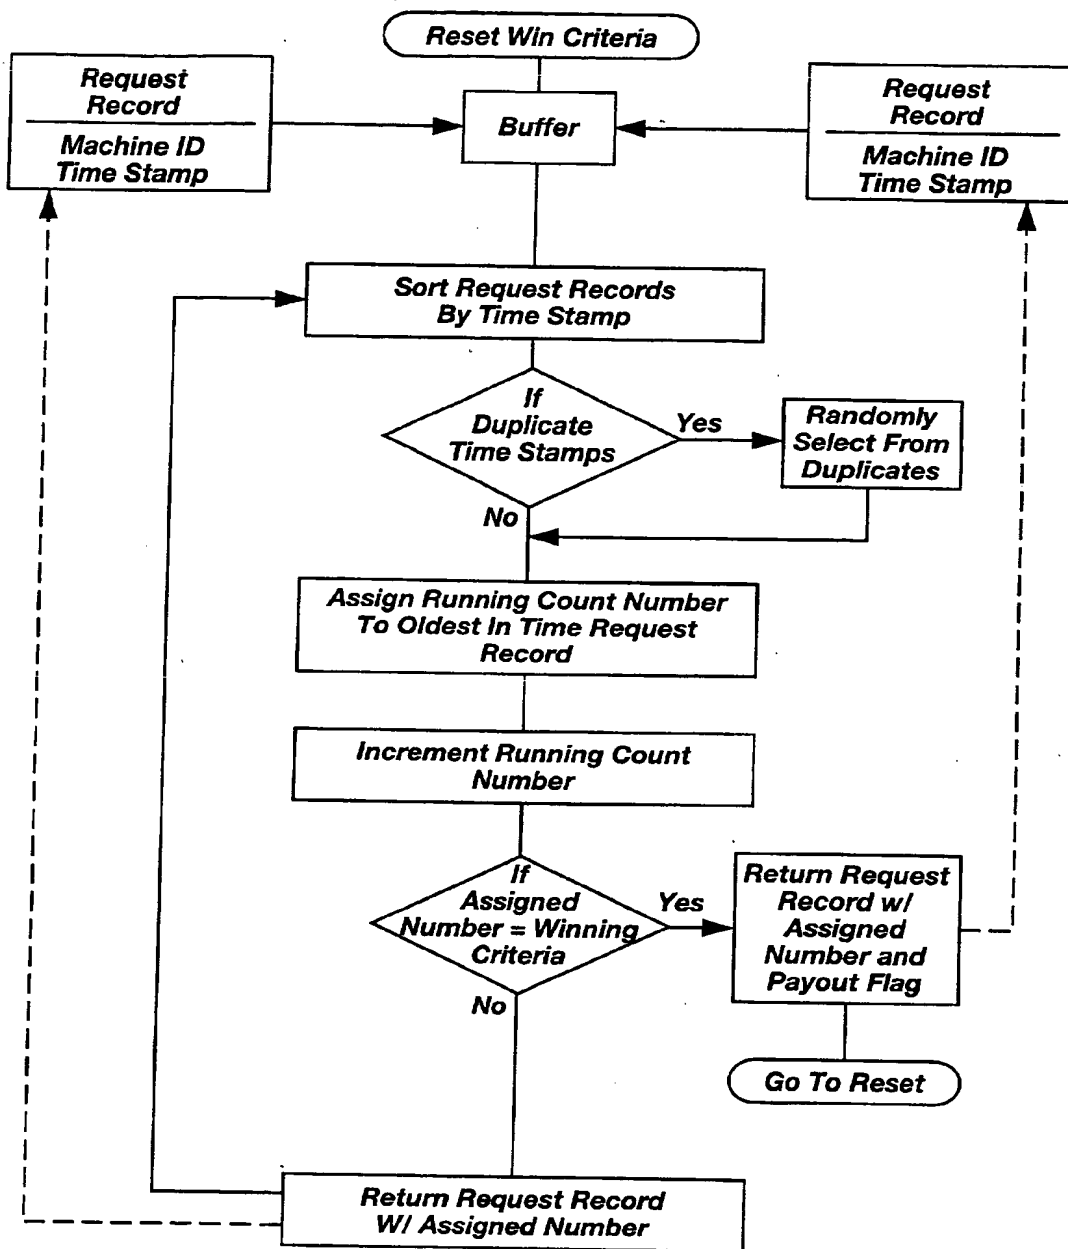 Reset Win Criteria
Request
Record
Machine ID
Time Stamp
Buffer
Request
Record
Machine ID
Time Stamp
Sort Request Records
By Time Stamp
If
Duplicate
Time Stamps
Yes
Randomly
Select From
Duplicates
No
Assign Running Count Number
To Oldest In Time Request
Record
Increment Running Count
Number
If
Assigned
Number = Winning
Criteria
Yes
Return Request
Record w/
Assigned
Number and
Payout Flag
No
Go To Reset
Return Request Record
W/ Assigned Number